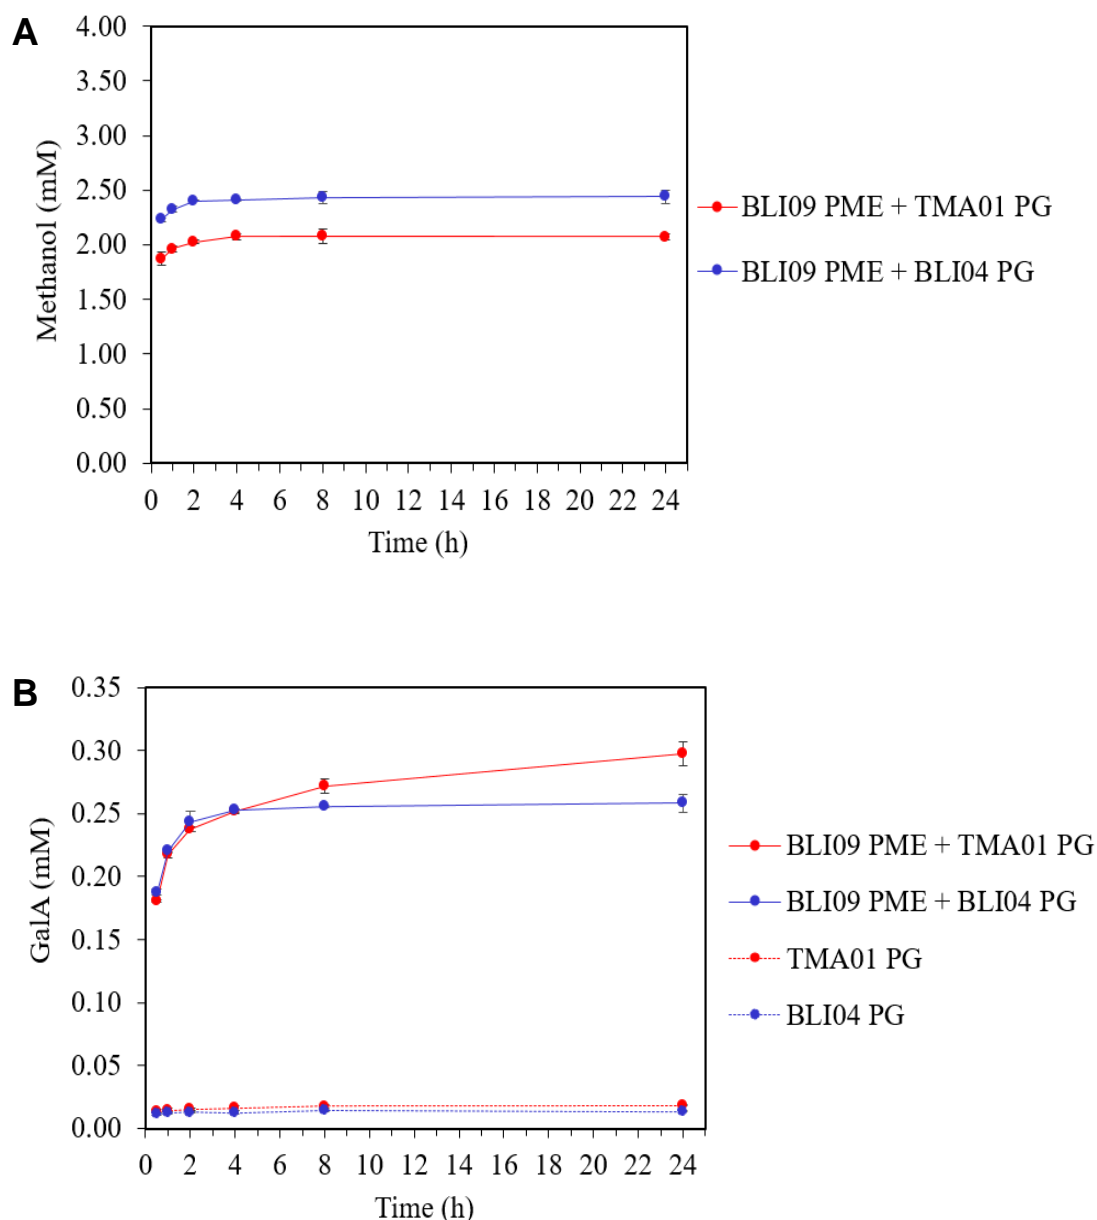 A
Methanol (mM)
4.00
3.50
3.00
2.50
2.00
1.50
1.00
0.50
0.00
0 2 4 6 8 10 12 14 16 18 20 22 24
Time (h)
BLI09 PME + TMA01 PG
BLI09 PME + BLI04 PG
B
GalA (mM)
0.35
0.30
0.25
0.20
0.15
0.10
0.05
0.00
0 2 4 6 8 10 12 14 16 18 20 22 24
Time (h)
BLI09 PME + TMA01 PG
BLI09 PME + BLI04 PG
TMA01 PG
BLI04 PG